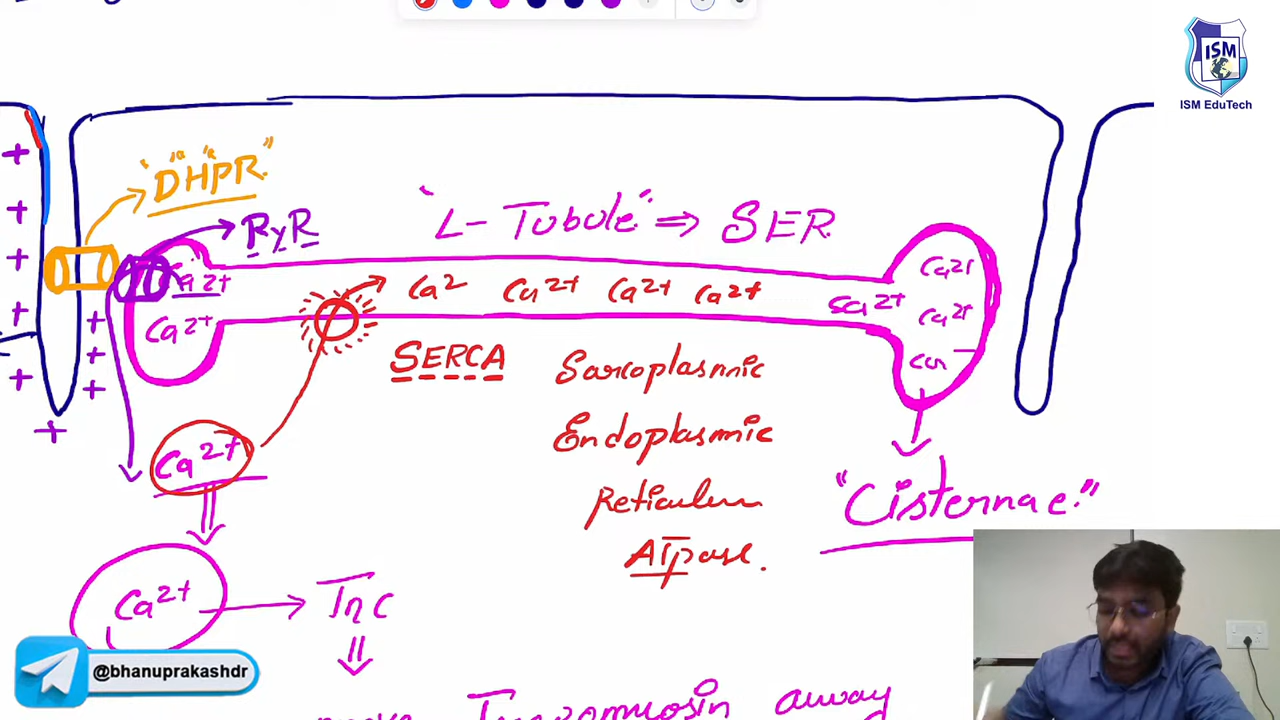 ISM
ISM EduTech
"DHPR"
RyR
"L-Tubule" ⇒ SER
Ca2+
Ca2+
Ca2 Ca2+ Ca2+ Ca2+
Ca2+
Ca2+
Ca2+
SERCA
Sarcoplasmic
Endoplasmic
Reticulum
ATpase.
Ca2+
"Cisternae."
Ca2+ → TnC
Tropomyosin away
@bhanuprakashdr